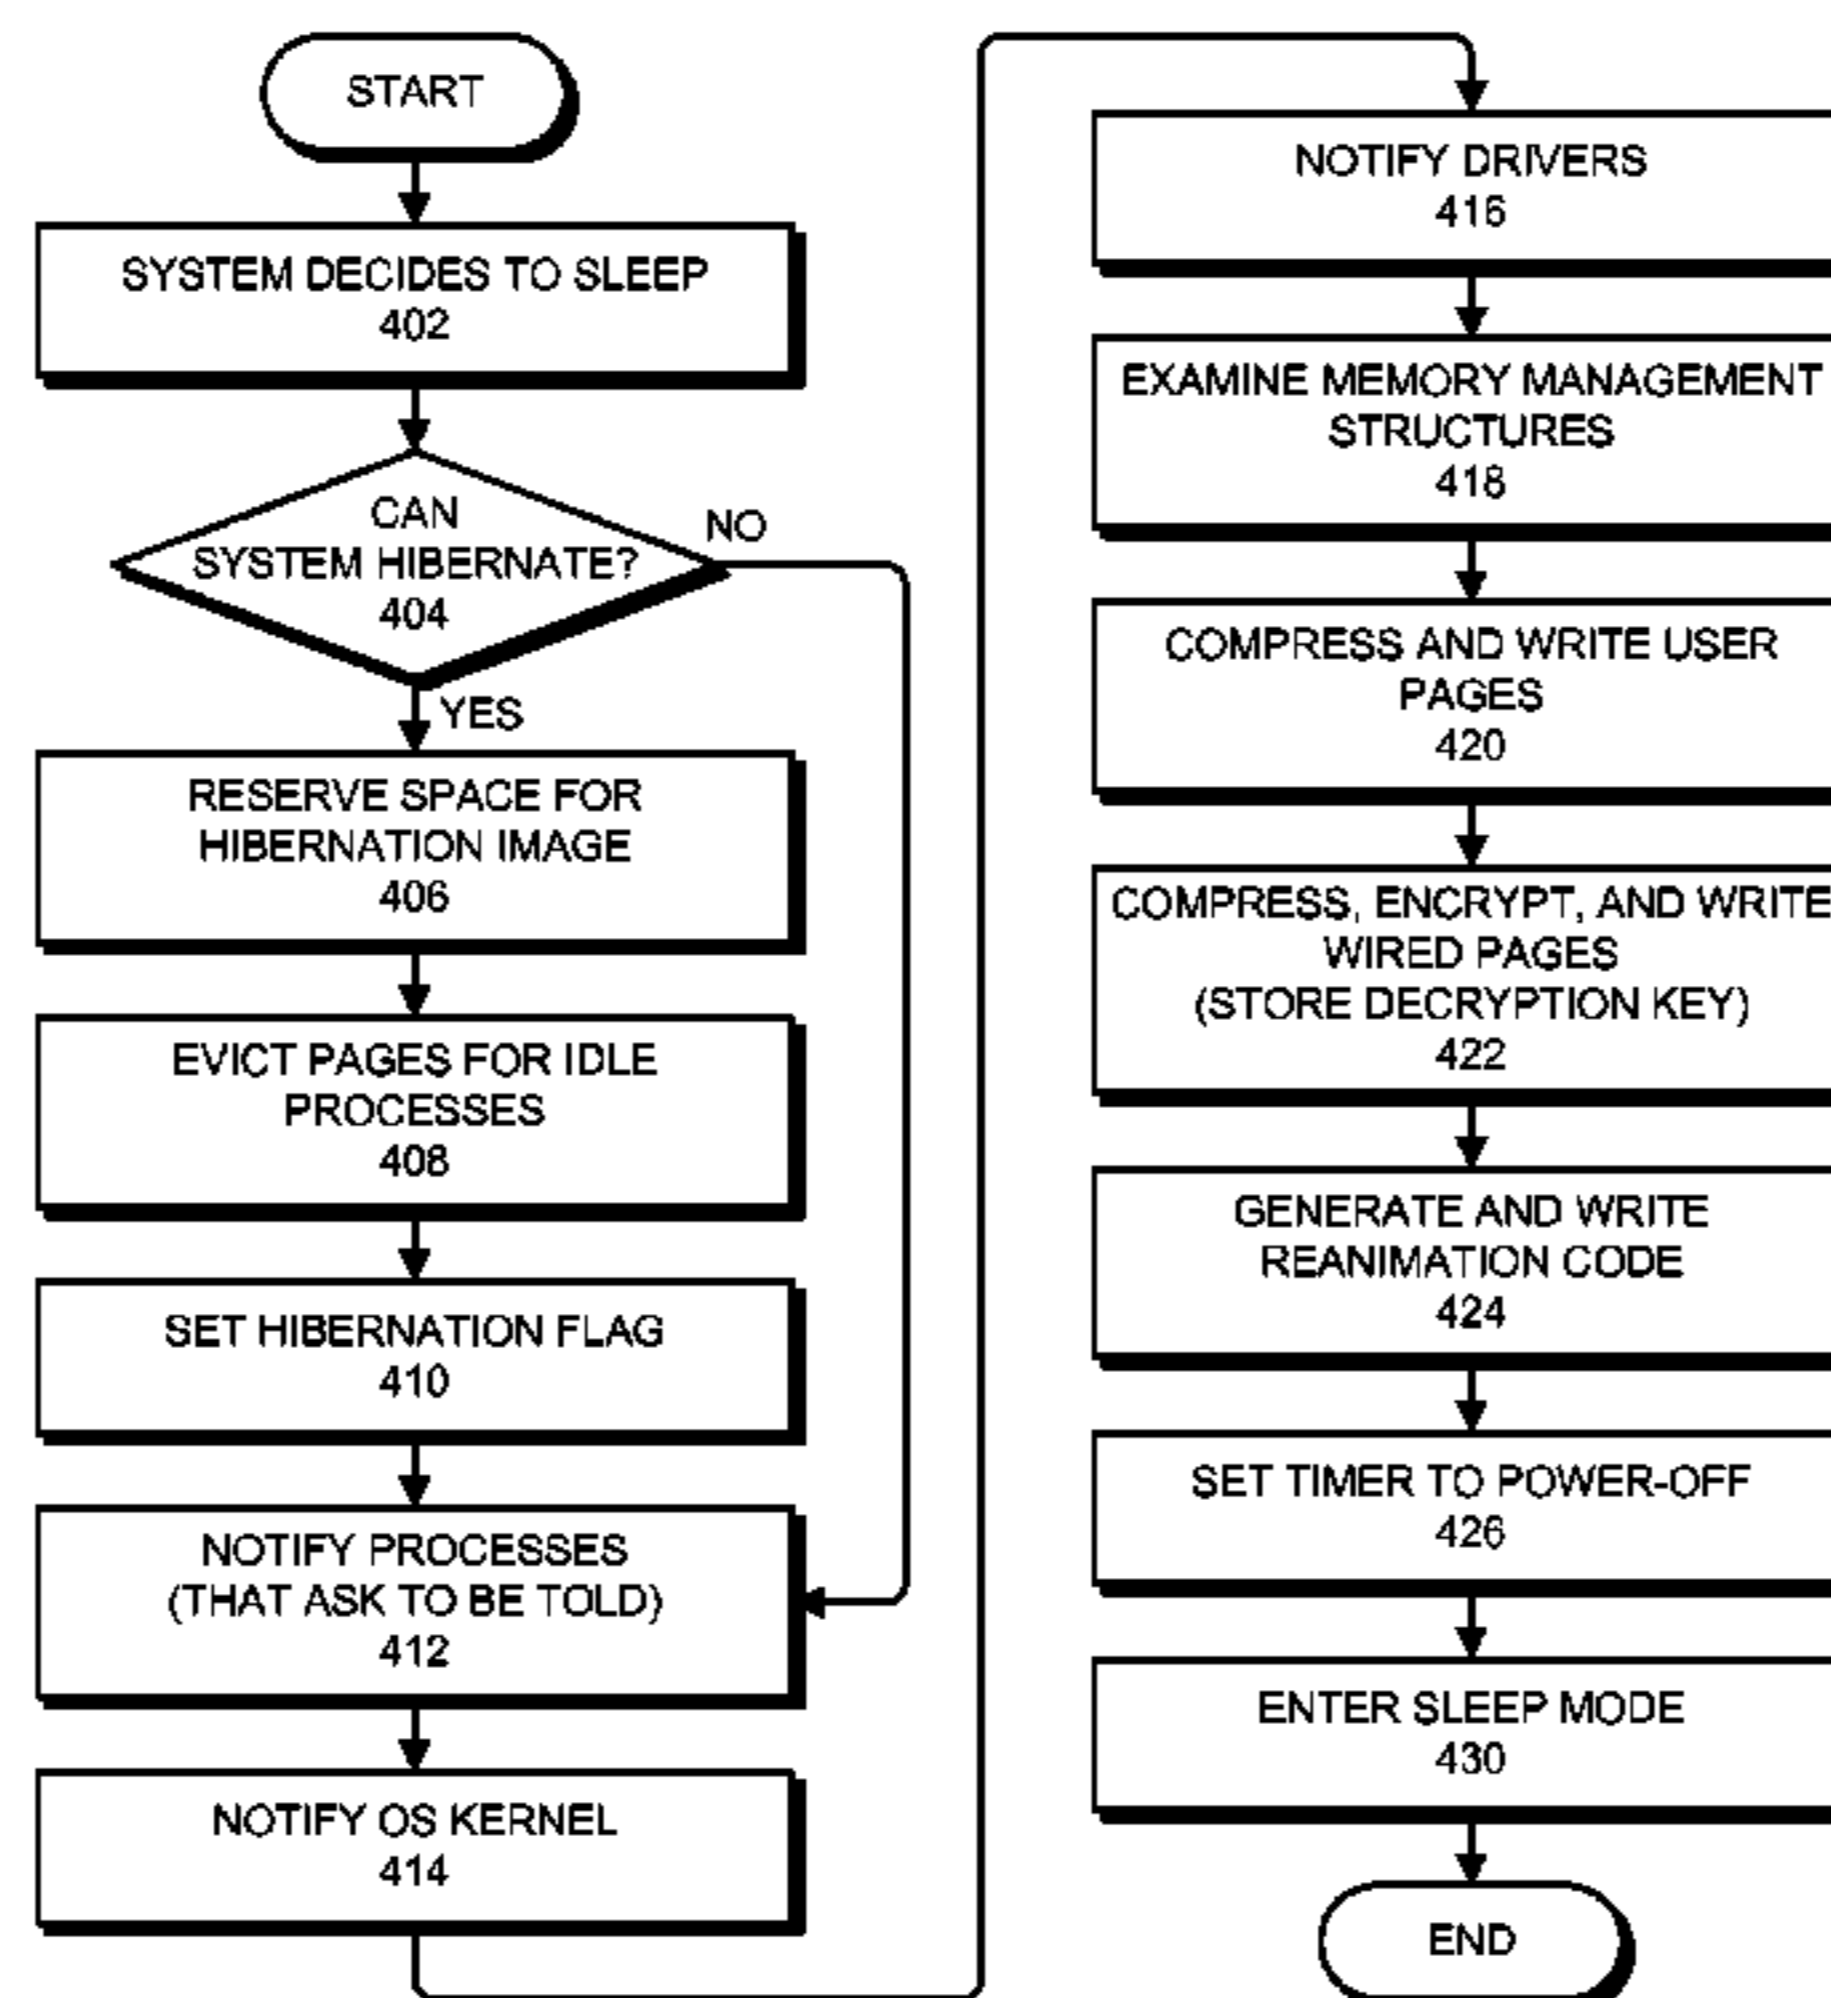 START
SYSTEM DECIDES TO SLEEP
402
CAN
SYSTEM HIBERNATE?
404
NO
YES
RESERVE SPACE FOR
HIBERNATION IMAGE
406
EVICT PAGES FOR IDLE
PROCESSES
408
SET HIBERNATION FLAG
410
NOTIFY PROCESSES
(THAT ASK TO BE TOLD)
412
NOTIFY OS KERNEL
414
NOTIFY DRIVERS
416
EXAMINE MEMORY MANAGEMENT
STRUCTURES
418
COMPRESS AND WRITE USER
PAGES
420
COMPRESS, ENCRYPT, AND WRITE
WIRED PAGES
(STORE DECRYPTION KEY)
422
GENERATE AND WRITE
REANIMATION CODE
424
SET TIMER TO POWER-OFF
426
ENTER SLEEP MODE
430
END